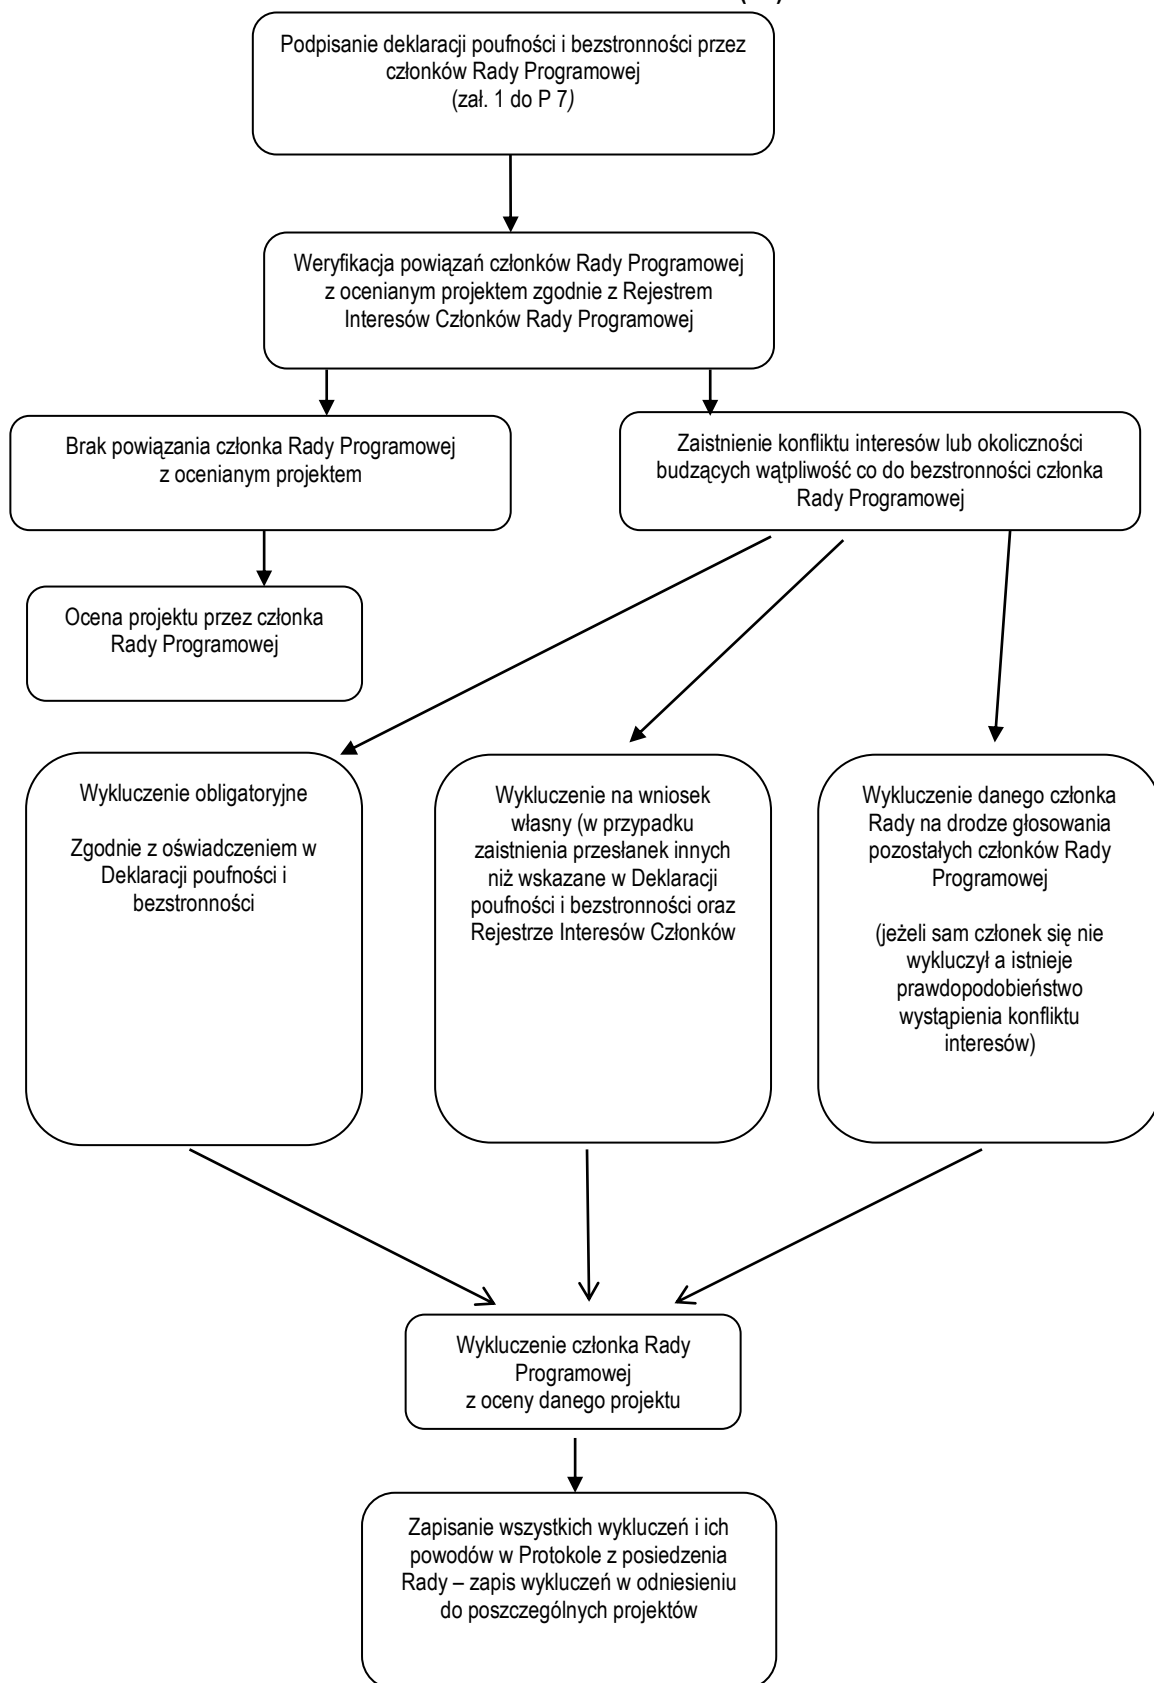 Podpisanie deklaracji poufności i bezstronności przez
członków Rady Programowej
(zał. 1 do P 7)
Weryfikacja powiązań członków Rady Programowej
z ocenianym projektem zgodnie z Rejestrem
Interesów Członków Rady Programowej
Brak powiązania członka Rady Programowej
z ocenianym projektem
Zaistnienie konfliktu interesów lub okoliczności
budzących wątpliwość co do bezstronności członka
Rady Programowej
Ocena projektu przez członka
Rady Programowej
Wykluczenie obligatoryjne
Zgodnie z oświadczeniem w
Deklaracji poufności i
bezstronności
Wykluczenie na wniosek
własny (w przypadku
zaistnienia przesłanek innych
niż wskazane w Deklaracji
poufności i bezstronności oraz
Rejestrze Interesów Członków
Wykluczenie danego członka
Rady na drodze głosowania
pozostałych członków Rady
Programowej
(jeżeli sam członek się nie
wykluczył a istnieje
prawdopodobieństwo
wystąpienia konfliktu
interesów)
Wykluczenie członka Rady
Programowej
z oceny danego projektu
Zapisanie wszystkich wykluczeń i ich
powodów w Protokole z posiedzenia
Rady – zapis wykluczeń w odniesieniu
do poszczególnych projektów